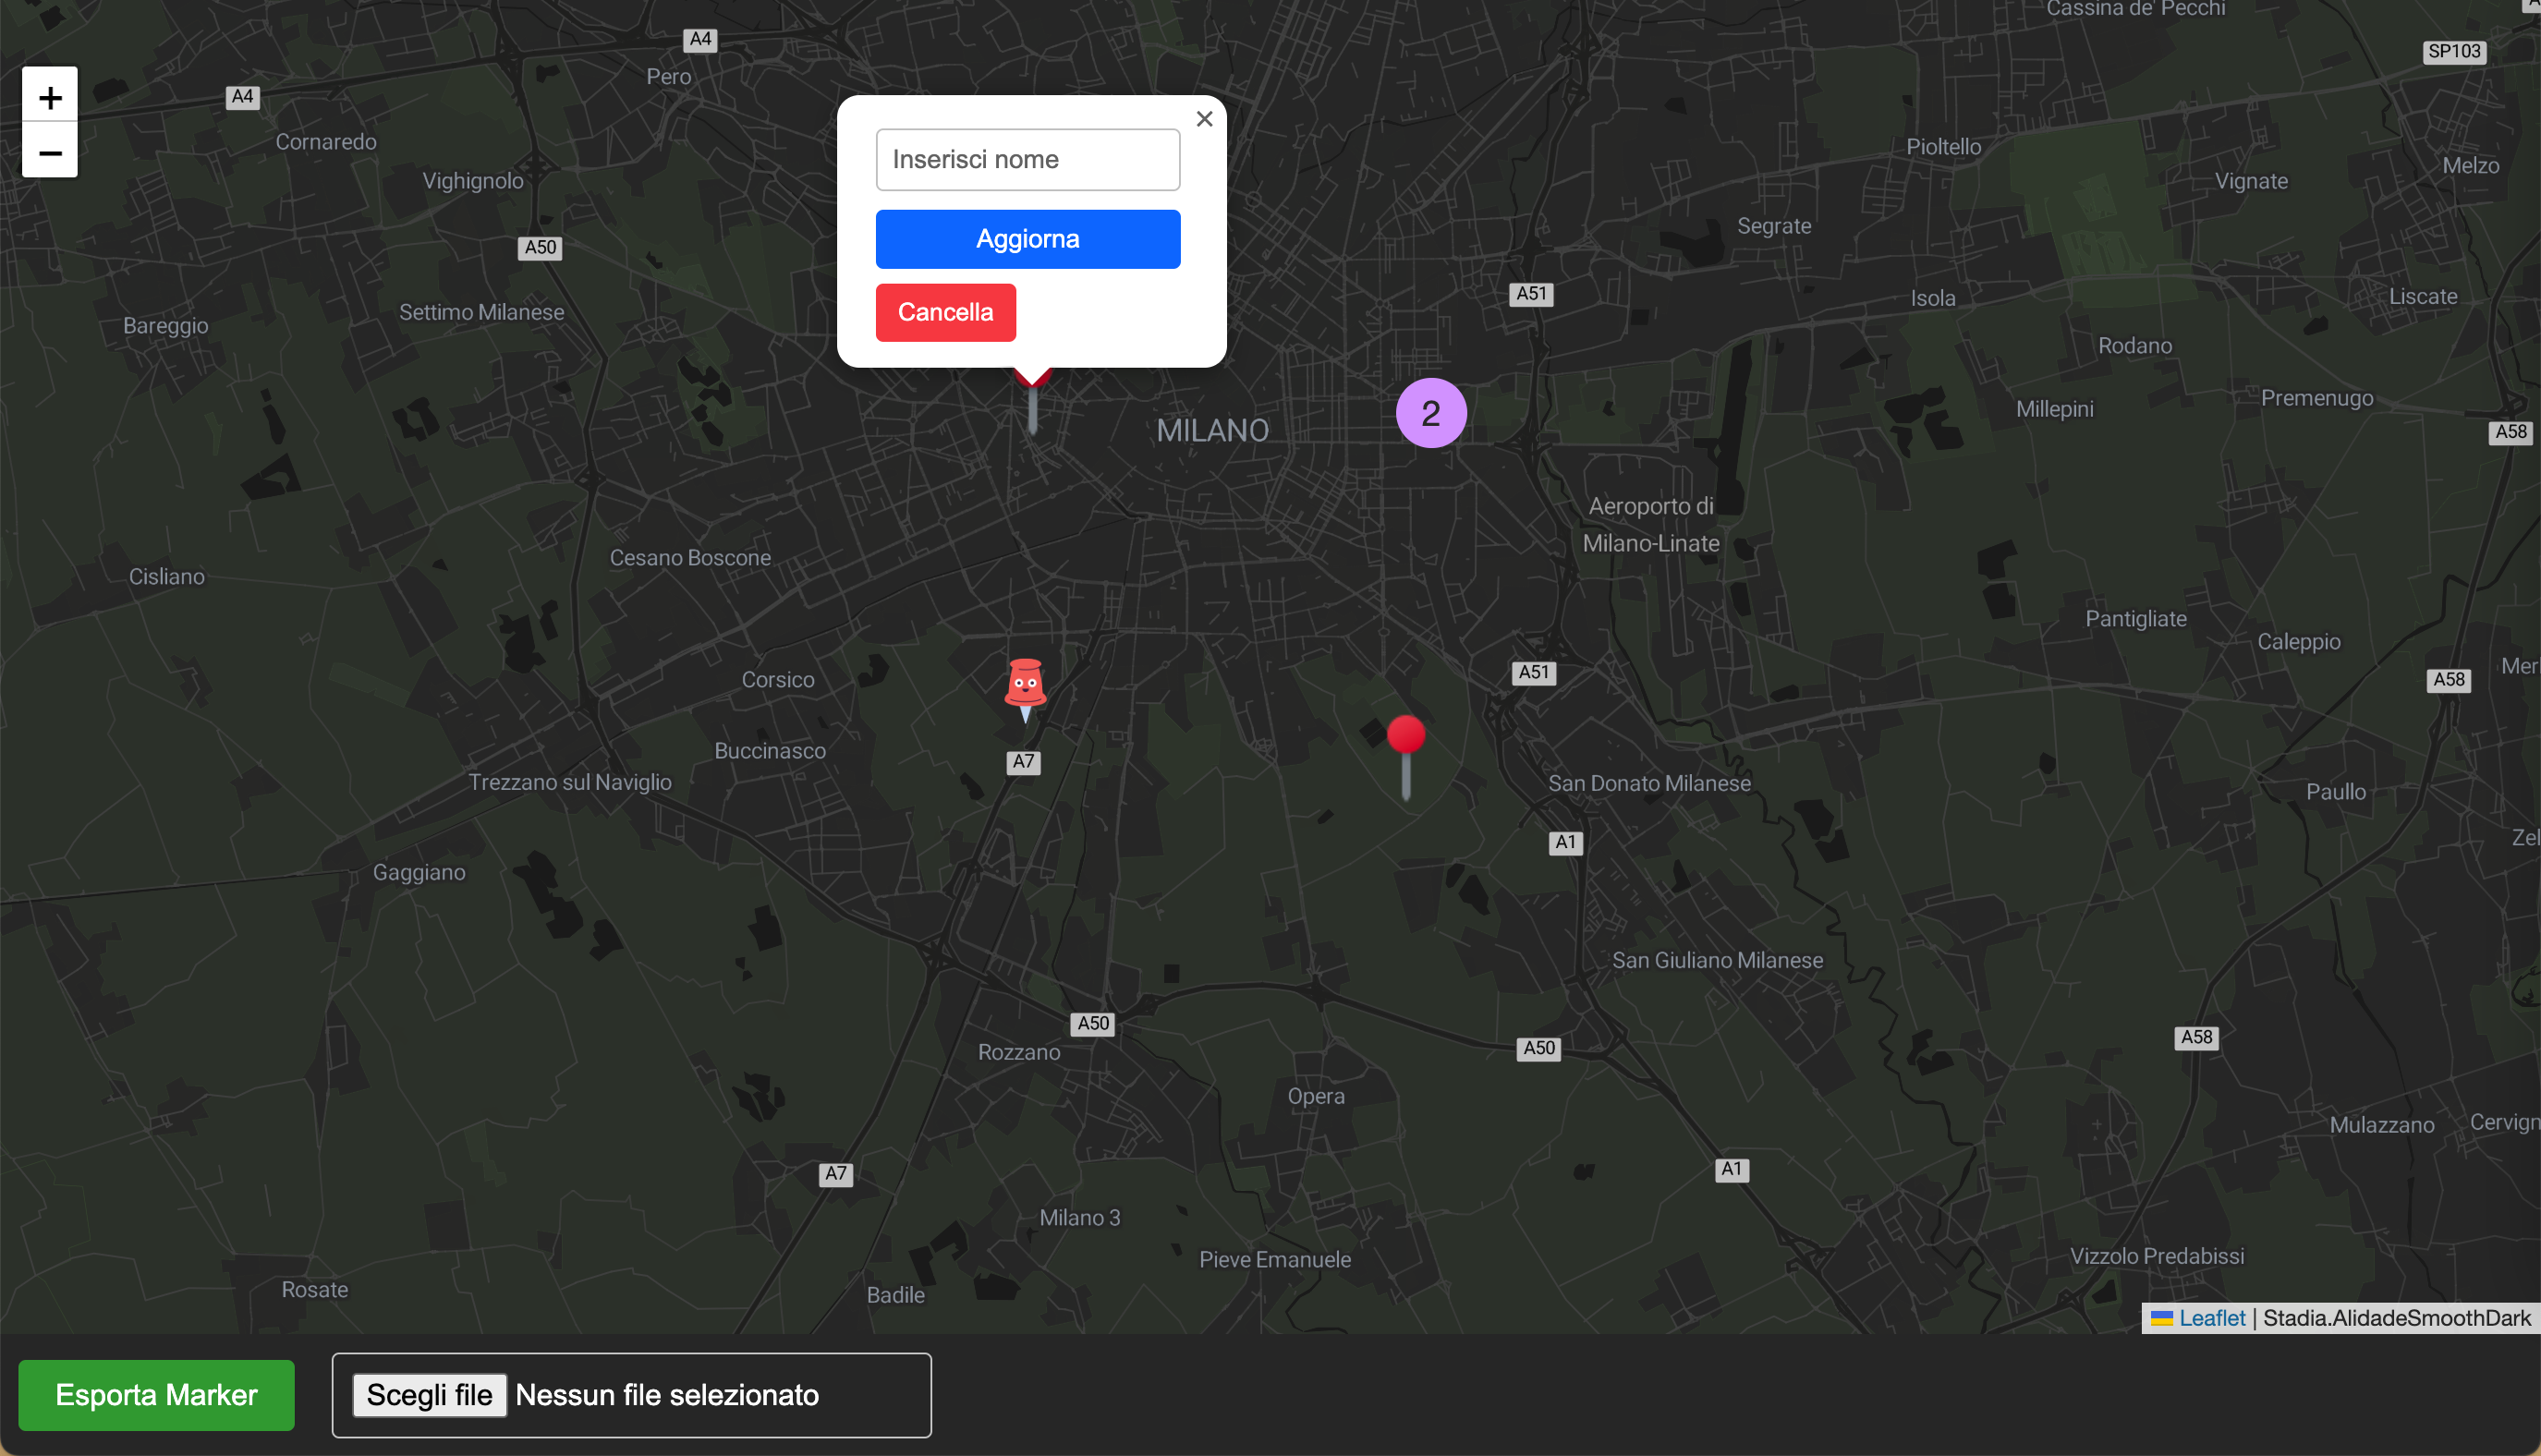 Cassina de' Pecchi
A4
SP103
Pero
A4
+
−
Cornaredo
Vighignolo
Pioltello
Melzo
Vignate
×
Inserisci nome
Aggiorna
Cancella
Segrate
A50
A51
Isola
Liscate
Settimo Milanese
Bareggio
Rodano
Premenugo
Millepini
2
MILANO
A58
Aeroporto di
Milano-Linate
Cesano Boscone
Cisliano
Pantigliate
Caleppio
A51
Corsico
A58
Buccinasco
A7
Trezzano sul Naviglio
San Donato Milanese
Paullo
A1
Gaggiano
San Giuliano Milanese
A50
A58
A50
Rozzano
Opera
Mulazzano
A7
A1
Milano 3
Pieve Emanuele
Vizzolo Predabissi
Rosate
Badile
Leaflet | Stadia.AlidadeSmoothDark
Esporta Marker
Scegli file Nessun file selezionato